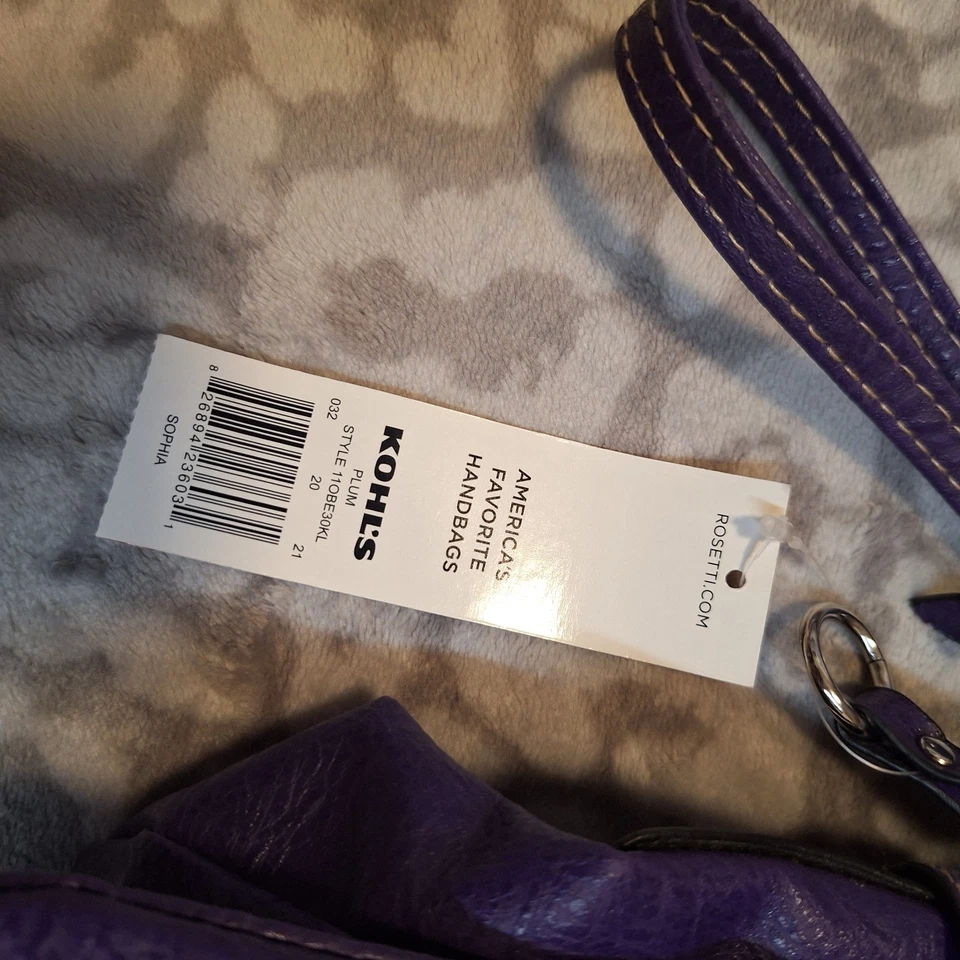 ROSETTI.COM
AMERICA'S
FAVORITE
HANDBAGS
KOHL'S
PLUM 21
STYLE 11OBE30KL
032 20
8 26894 23603 1
SOPHIA